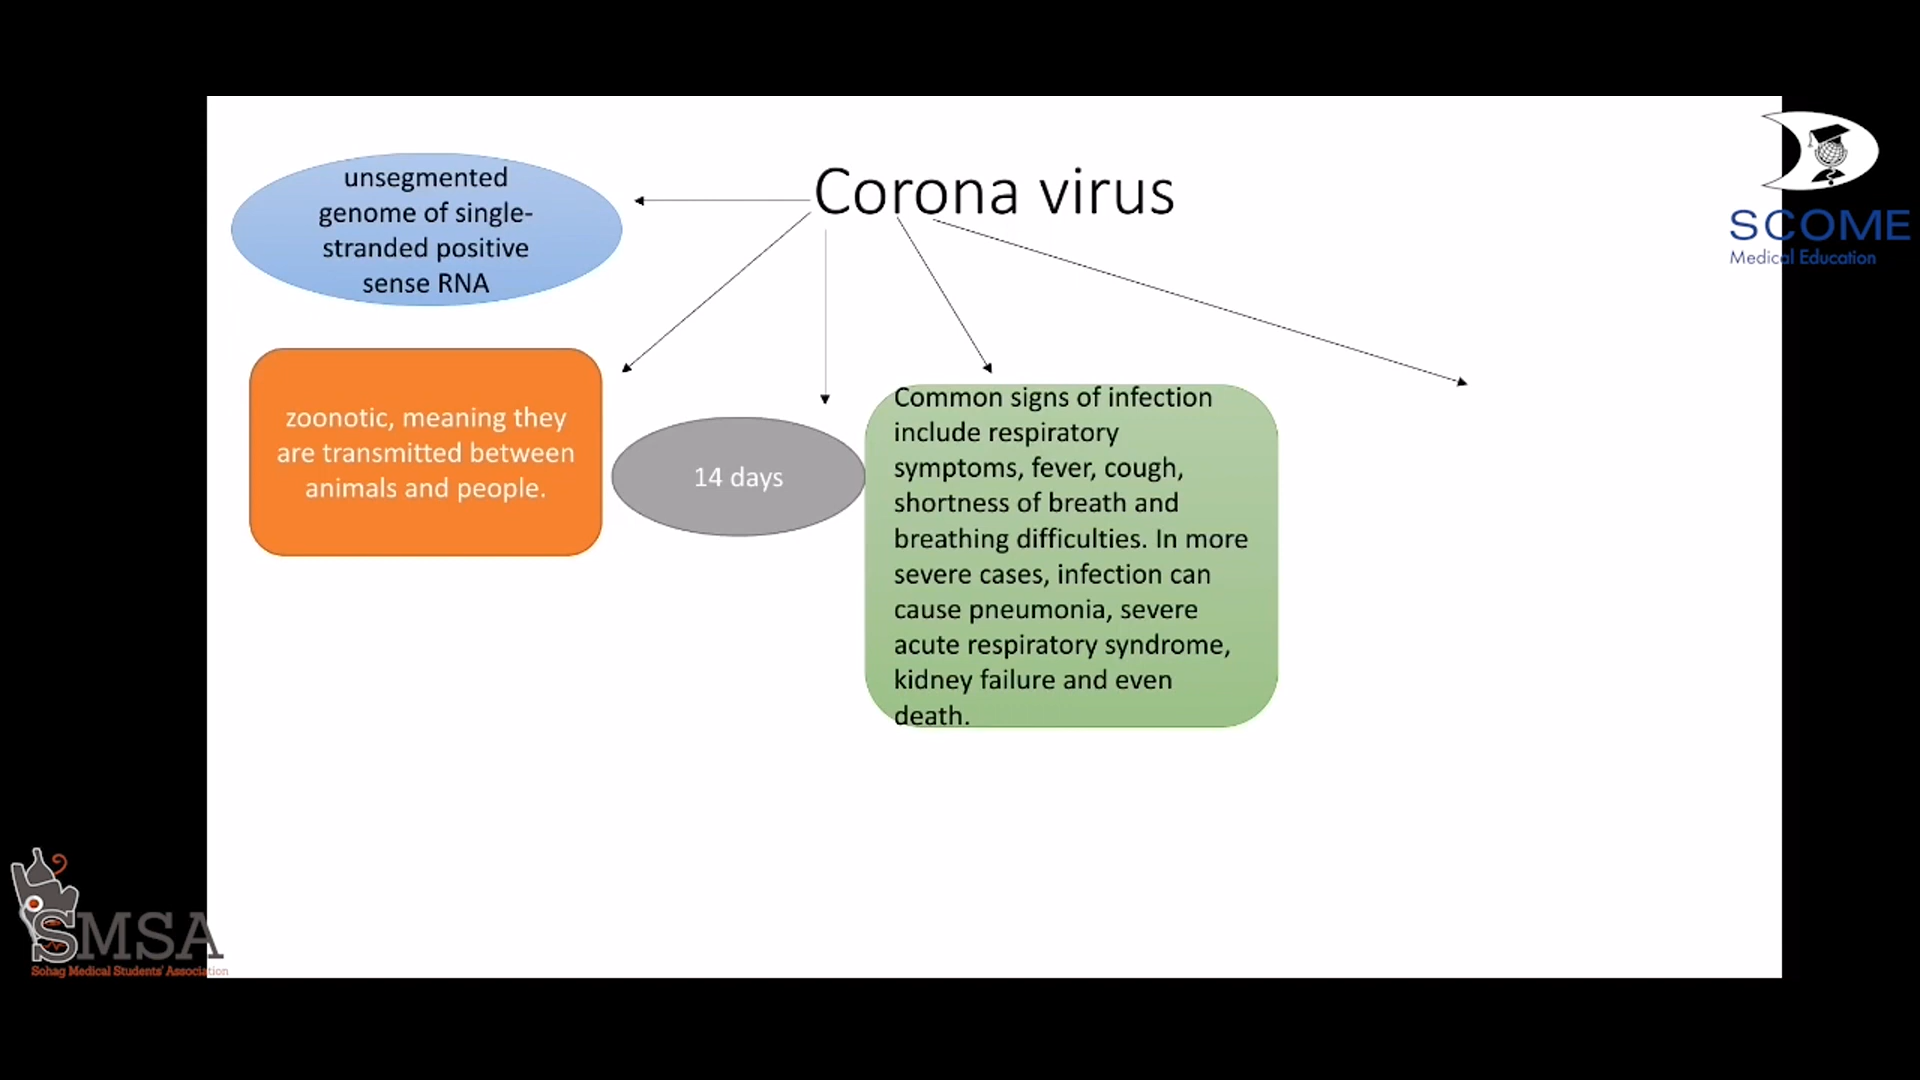 Corona virus
unsegmented
genome of single-
stranded positive
sense RNA
zoonotic, meaning they
are transmitted between
animals and people.
14 days
Common signs of infection
include respiratory
symptoms, fever, cough,
shortness of breath and
breathing difficulties. In more
severe cases, infection can
cause pneumonia, severe
acute respiratory syndrome,
kidney failure and even
death.
SCOME
Medical Education
SMSA
Sohag Medical Students' Association